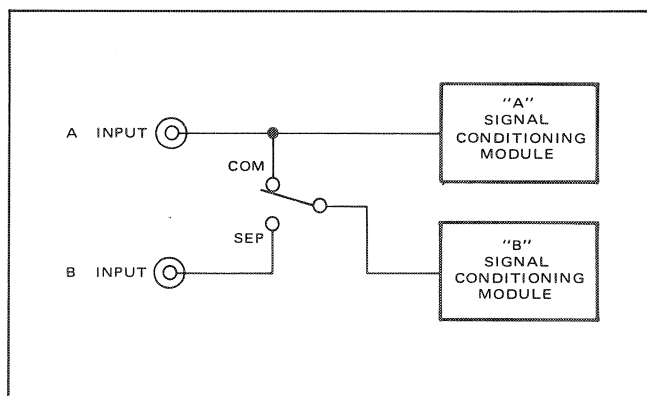 A INPUT
COM
SEP
B INPUT
"A"
SIGNAL
CONDITIONING
MODULE
"B"
SIGNAL
CONDITIONING
MODULE